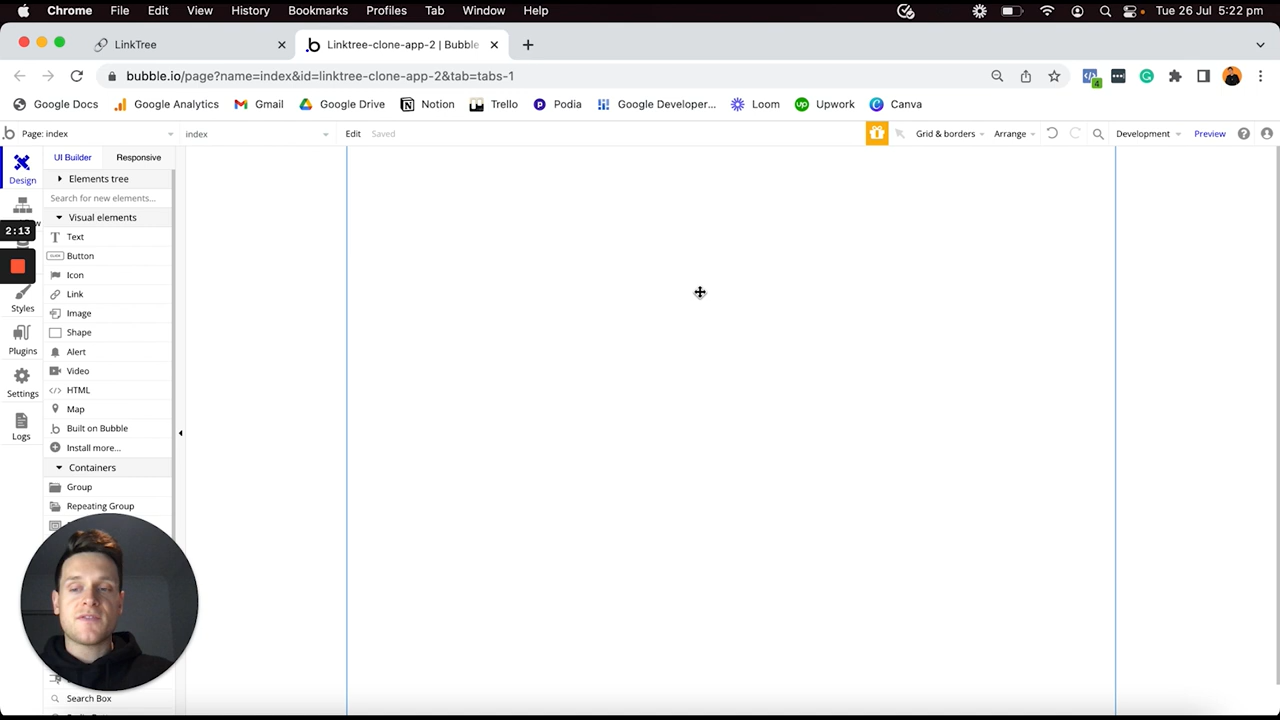 Chrome File Edit View History Bookmarks Profiles Tab Window Help Tue 26 Jul 5:22 pm
LinkTree Linktree-clone-app-2 | Bubble
bubble.io/page?name=index&id=linktree-clone-app-2&tab=tabs-1 4
Google Docs Google Analytics Gmail Google Drive Notion Trello Podia Google Developer... Loom Upwork Canva
Page: index index Edit Saved Grid & borders Arrange Development Preview
UI Builder Responsive
Design
Elements tree
Search for new elements...
Visual elements
2:13
Text
Button
Icon
Link
Styles
Image
Shape
Plugins
Alert
Video
Settings
HTML
Map
Logs
Built on Bubble
Install more...
Containers
Group
Repeating Group
Search Box